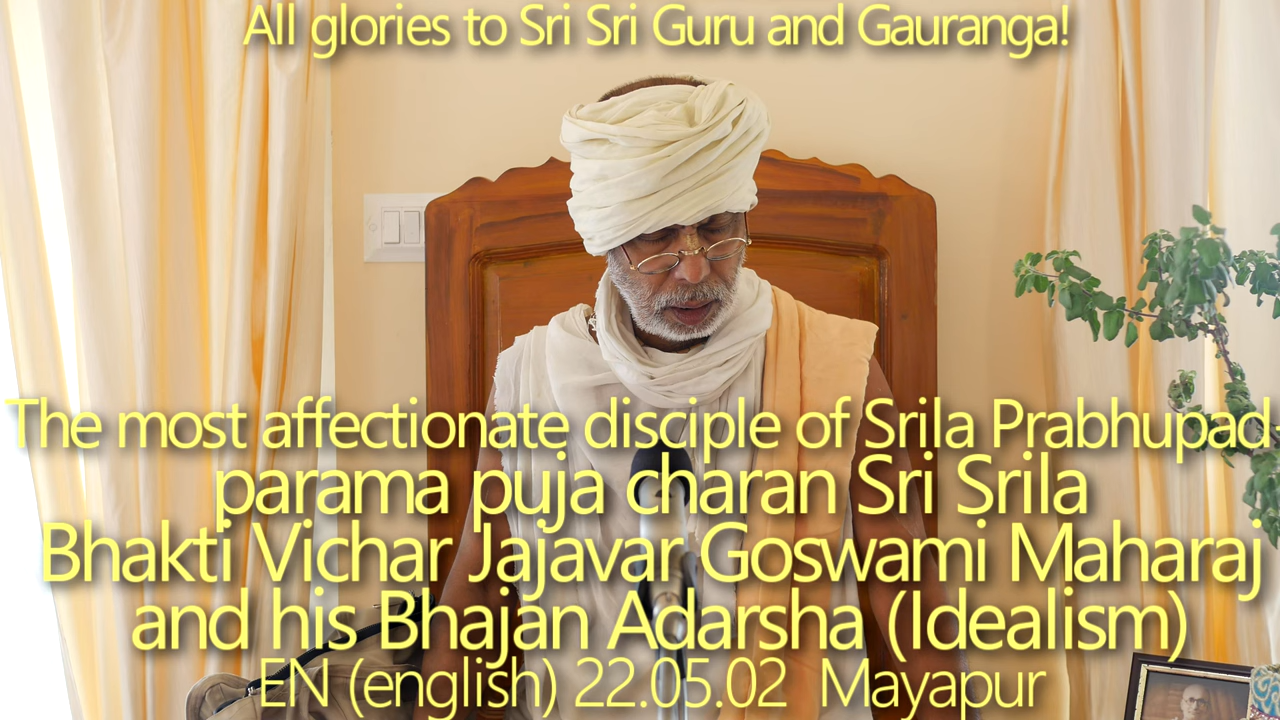 All glories to Sri Sri Guru and Gauranga!
The most affectionate disciple of Srila Prabhupad
parama puja charan Sri Srila
Bhakti Vichar Jajavar Goswami Maharaj
and his Bhajan Adarsha (Idealism)
EN (english) 22.05.02 Mayapur